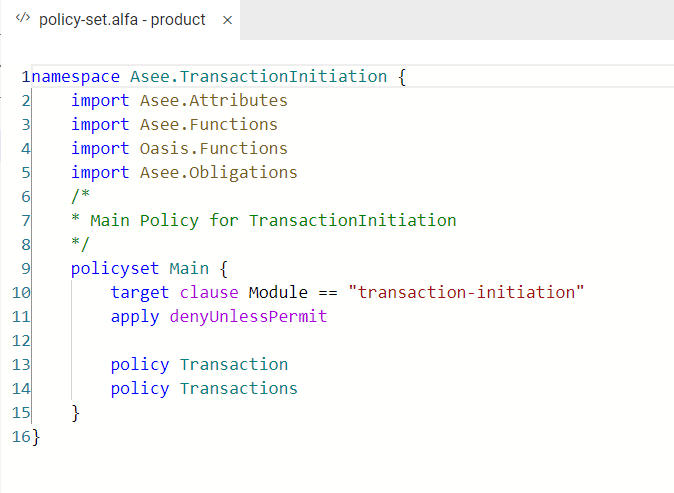 policy-set.alfa - product ×
1namespace Asee.TransactionInitiation {
2    import Asee.Attributes
3    import Asee.Functions
4    import Oasis.Functions
5    import Asee.Obligations
6    /*
7    * Main Policy for TransactionInitiation
8    */
9    policyset Main {
10        target clause Module == "transaction-initiation"
11        apply denyUnlessPermit
12
13        policy Transaction
14        policy Transactions
15    }
16}